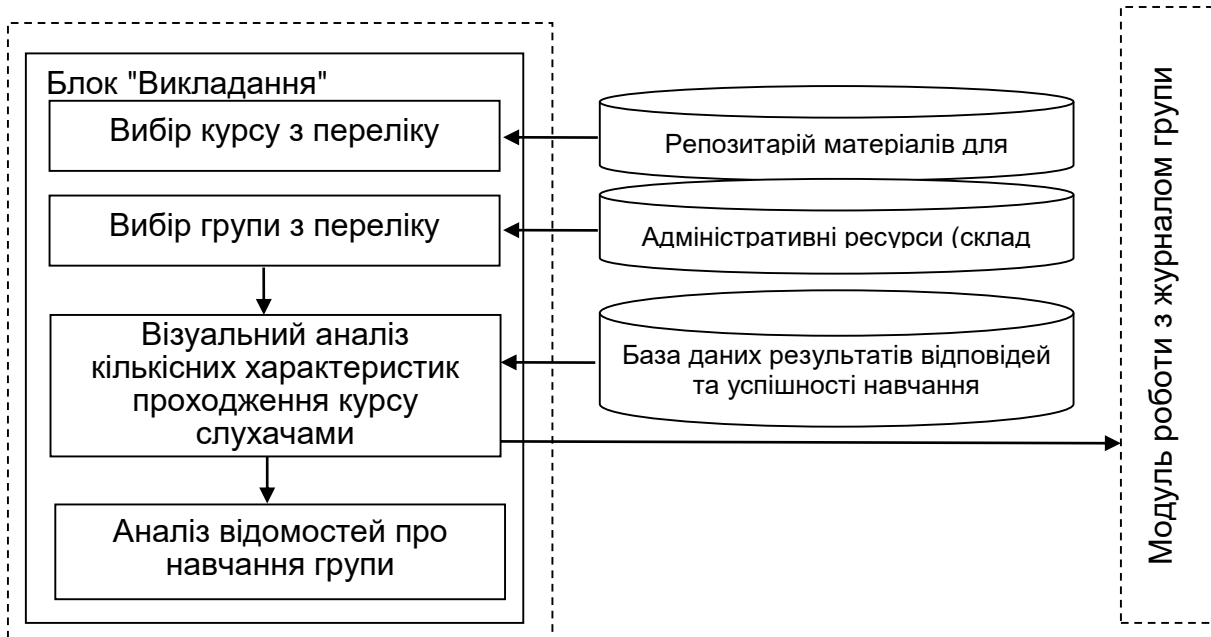 Блок "Викладання"
Вибір курсу з переліку
Репозитарій матеріалів для
Вибір групи з переліку
Адміністративні ресурси (склад
Візуальний аналіз
кількісних характеристик
проходження курсу
слухачами
База даних результатів відповідей
та успішності навчання
Аналіз відомостей про
навчання групи
Модуль роботи з журналом групи